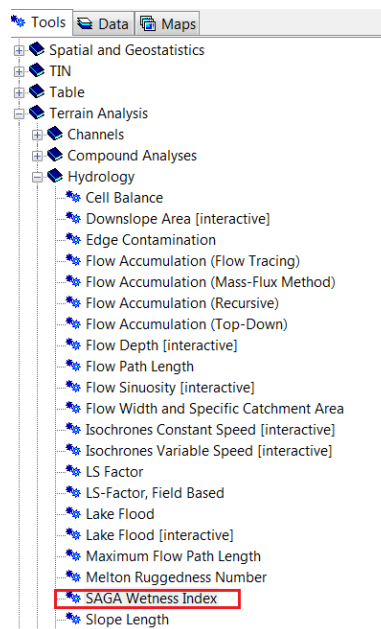 Tools Data Maps
Spatial and Geostatistics
TIN
Table
Terrain Analysis
Channels
Compound Analyses
Hydrology
Cell Balance
Downslope Area [interactive]
Edge Contamination
Flow Accumulation (Flow Tracing)
Flow Accumulation (Mass-Flux Method)
Flow Accumulation (Recursive)
Flow Accumulation (Top-Down)
Flow Depth [interactive]
Flow Path Length
Flow Sinuosity [interactive]
Flow Width and Specific Catchment Area
Isochrones Constant Speed [interactive]
Isochrones Variable Speed [interactive]
LS Factor
LS-Factor, Field Based
Lake Flood
Lake Flood [interactive]
Maximum Flow Path Length
Melton Ruggedness Number
SAGA Wetness Index
Slope Length